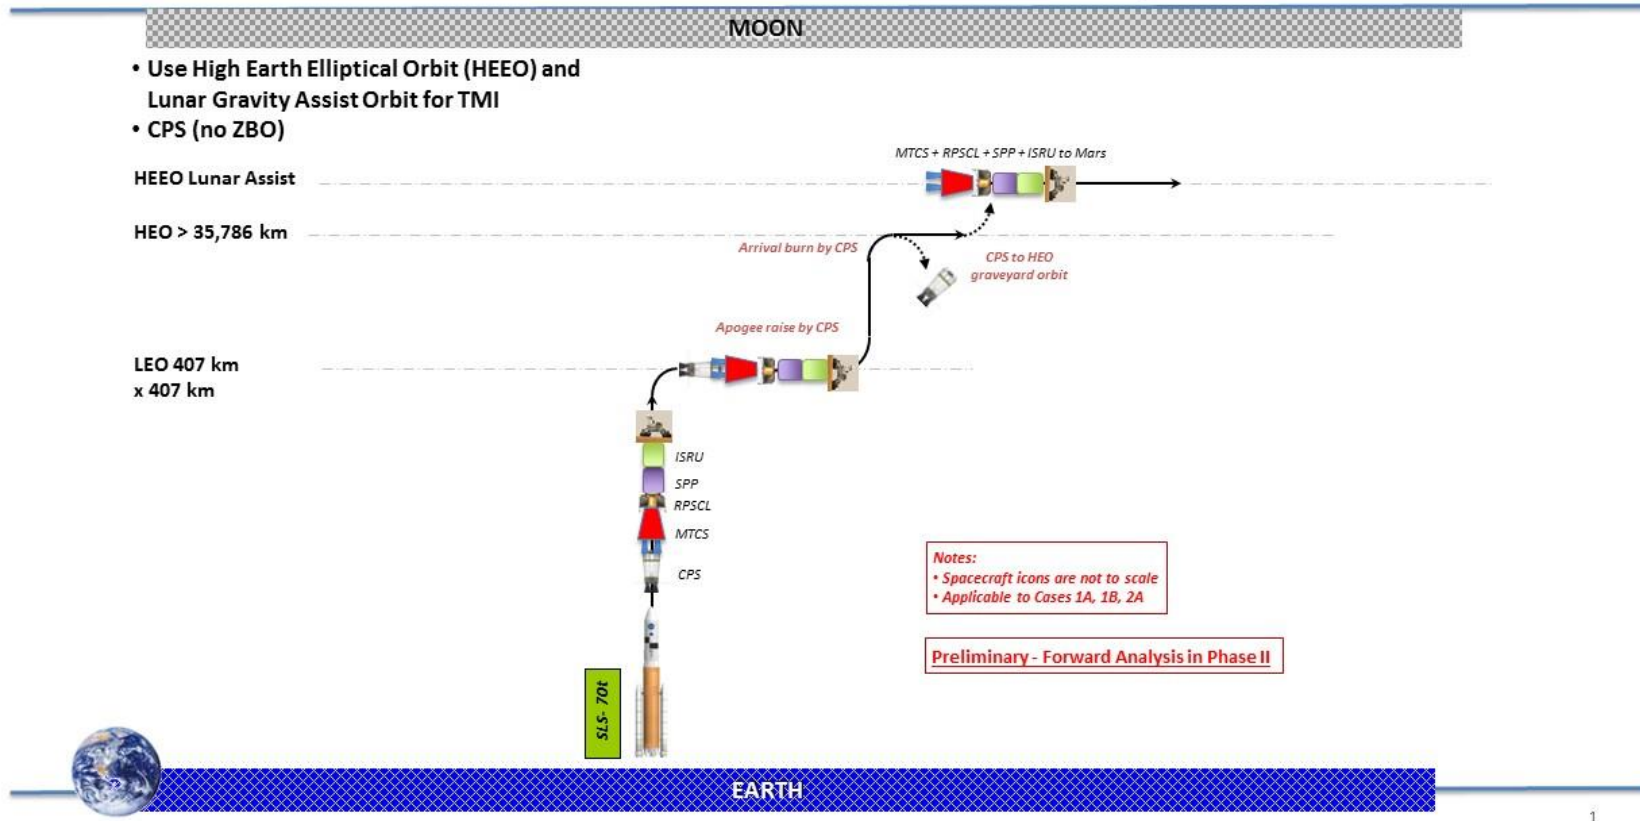 MOON
• Use High Earth Elliptical Orbit (HEEO) and
Lunar Gravity Assist Orbit for TMI
• CPS (no ZBO)
MTCS + RPSCL + SPP + ISRU to Mars
HEEO Lunar Assist
HEO > 35,786 km
Arrival burn by CPS
CPS to HEO
graveyard orbit
Apogee raise by CPS
LEO 407 km
x 407 km
ISRU
SPP
RPSCL
MTCS
CPS
Notes:
• Spacecraft icons are not to scale
• Applicable to Cases 1A, 1B, 2A
Preliminary - Forward Analysis in Phase II
SLS- 70t
EARTH
1